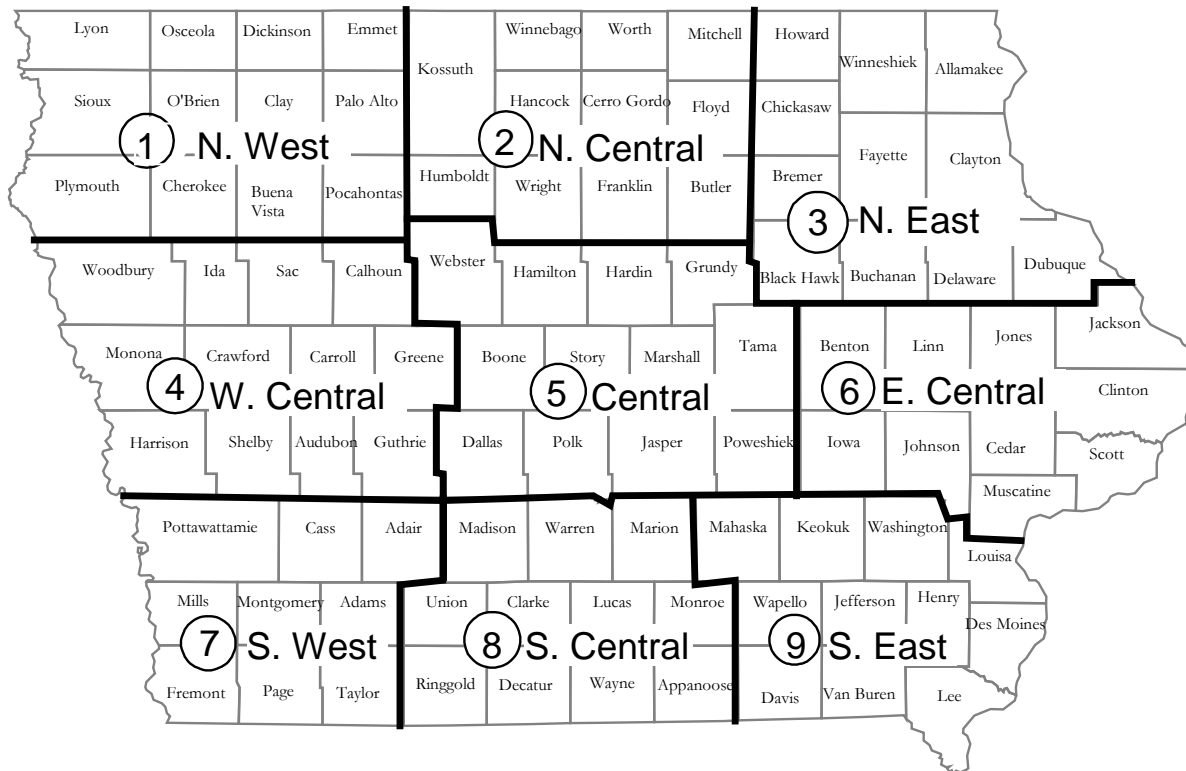 Lyon Osceola Dickinson Emmet Winnebago Worth Mitchell Howard
Winneshiek Allamakee
Kossuth
Sioux O'Brien Clay Palo Alto Hancock Cerro Gordo Floyd Chickasaw
1 N. West 2 N. Central
Fayette Clayton
Plymouth Cherokee Buena Vista Pocahontas Humboldt Wright Franklin Butler Bremer
3 N. East
Woodbury Ida Sac Calhoun Webster Hamilton Hardin Grundy Black Hawk Buchanan Delaware Dubuque
Jackson
Monona Crawford Carroll Greene Boone Story Marshall Tama Benton Linn Jones
4 W. Central 5 Central 6 E. Central
Clinton
Harrison Shelby Audubon Guthrie Dallas Polk Jasper Poweshiek Iowa Johnson Cedar Scott
Muscatine
Pottawattamie Cass Adair Madison Warren Marion Mahaska Keokuk Washington
Louisa
Mills Montgomery Adams Union Clarke Lucas Monroe Wapello Jefferson Henry
Des Moines
7 S. West 8 S. Central 9 S. East
Fremont Page Taylor Ringgold Decatur Wayne Appanoose Davis Van Buren Lee